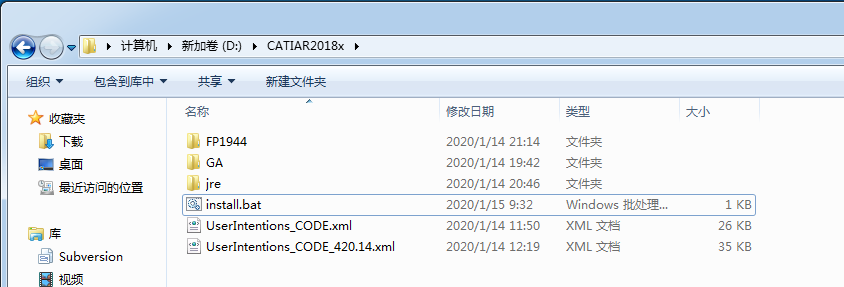 计算机 新加卷 (D:) CATIAR2018x
组织 包含到库中 共享 新建文件夹
收藏夹
下载
桌面
最近访问的位置
库
Subversion
视频
名称 修改日期 类型 大小
FP1944 2020/1/14 21:14 文件夹
GA 2020/1/14 19:42 文件夹
jre 2020/1/14 20:46 文件夹
install.bat 2020/1/15 9:32 Windows 批处理... 1 KB
UserIntentions_CODE.xml 2020/1/14 11:50 XML 文档 26 KB
UserIntentions_CODE_420.14.xml 2020/1/14 12:19 XML 文档 35 KB